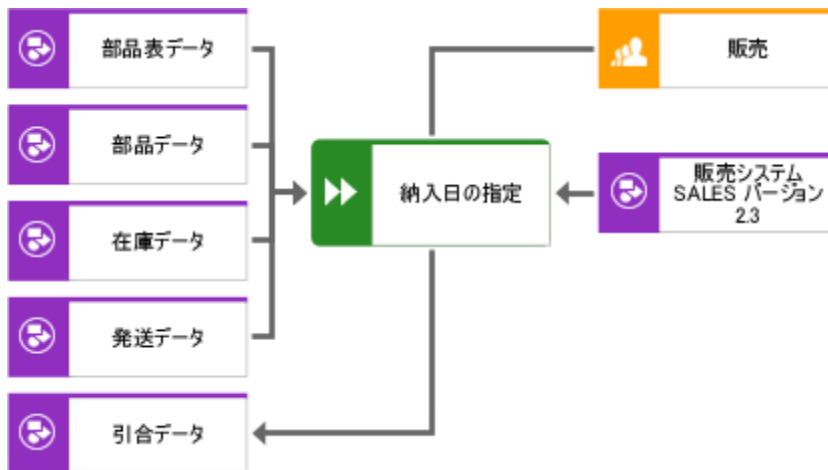 部品表データ
部品データ
在庫データ
発送データ
引合データ
納入日の指定
販売
販売システム
SALES バージョン
2.3